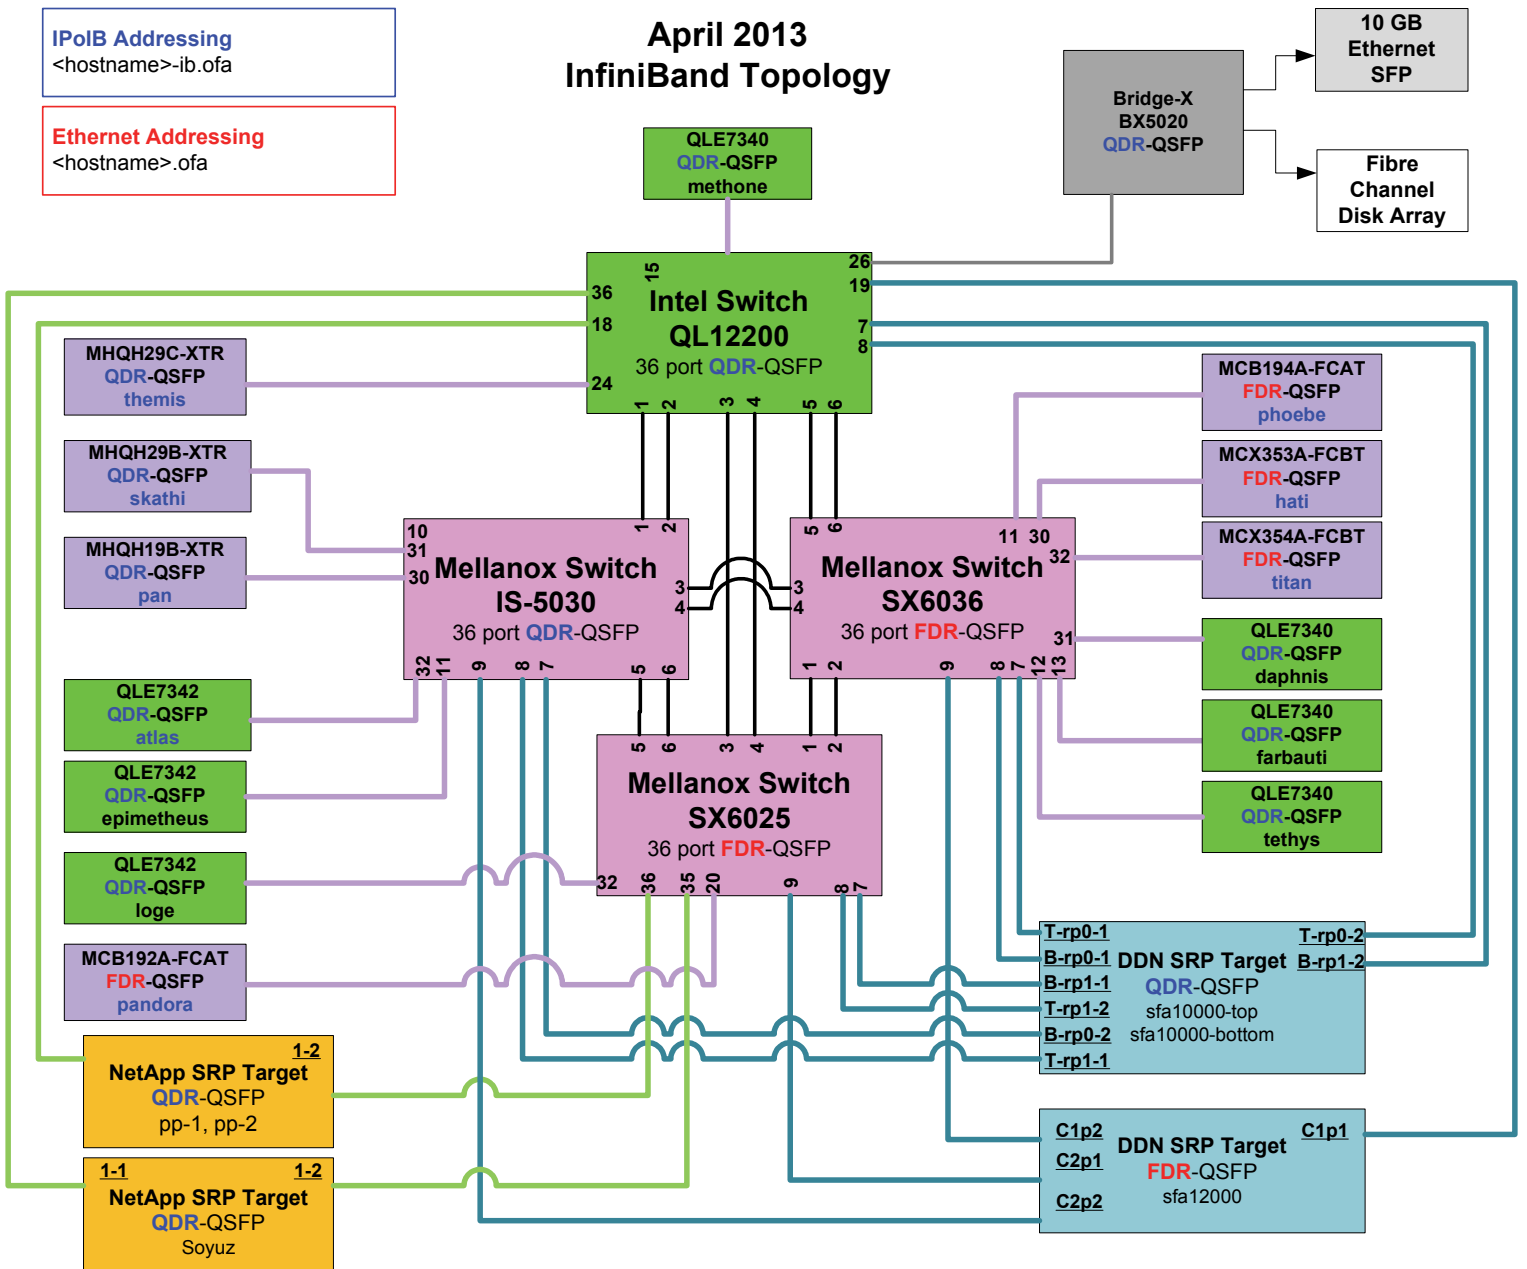 IPoIB Addressing
<hostname>-ib.ofa
Ethernet Addressing
<hostname>.ofa
April 2013
InfiniBand Topology
10 GB
Ethernet
SFP
Bridge-X
BX5020
QDR-QSFP
Fibre
Channel
Disk Array
QLE7340
QDR-QSFP
methone
15
26
19
36
18
24
7
8
Intel Switch
QL12200
36 port QDR-QSFP
1 2 3 4 5 6
MHQH29C-XTR
QDR-QSFP
themis
MHQH29B-XTR
QDR-QSFP
skathi
MHQH19B-XTR
QDR-QSFP
pan
MCB194A-FCAT
FDR-QSFP
phoebe
MCX353A-FCBT
FDR-QSFP
hati
MCX354A-FCBT
FDR-QSFP
titan
1 2
10
31
30
Mellanox Switch
IS-5030
36 port QDR-QSFP
3
4
32 11 9 8 7 5 6
5 6
11 30
32
3
4
Mellanox Switch
SX6036
36 port FDR-QSFP
31
1 2 9 8 7 12 13
QLE7340
QDR-QSFP
daphnis
QLE7340
QDR-QSFP
farbauti
QLE7340
QDR-QSFP
tethys
QLE7342
QDR-QSFP
atlas
QLE7342
QDR-QSFP
epimetheus
QLE7342
QDR-QSFP
loge
MCB192A-FCAT
FDR-QSFP
pandora
5 6 3 4 1 2
Mellanox Switch
SX6025
36 port FDR-QSFP
32
36 35 20 9 8 7
T-rp0-1
B-rp0-1
B-rp1-1
T-rp1-2
B-rp0-2
T-rp1-1
DDN SRP Target
QDR-QSFP
sfa10000-top
sfa10000-bottom
T-rp0-2
B-rp1-2
1-2
NetApp SRP Target
QDR-QSFP
pp-1, pp-2
1-1
1-2
NetApp SRP Target
QDR-QSFP
Soyuz
C1p2
C2p1
C2p2
DDN SRP Target
FDR-QSFP
sfa12000
C1p1